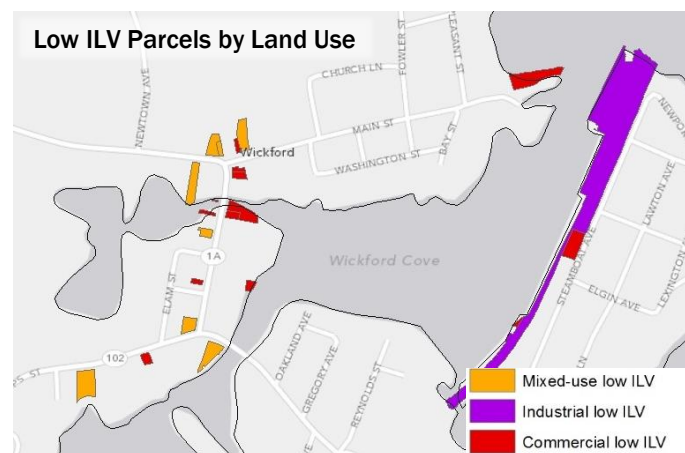 Low ILV Parcels by Land Use
NEWTOWN AVE
CHURCH LN
FOWLER ST
PLEASANT ST
MAIN ST
WASHINGTON ST
BAY ST
Wickford
NEWPOR
LAWTON AVE
LEXINGTON
STEAMBOAT AVE
ELGIN AVE
Wickford Cove
1A
ELAM ST
102
OAKLAND AVE
GREGORY AVE
REYNOLDS ST
LN
Mixed-use low ILV
Industrial low ILV
Commercial low ILV